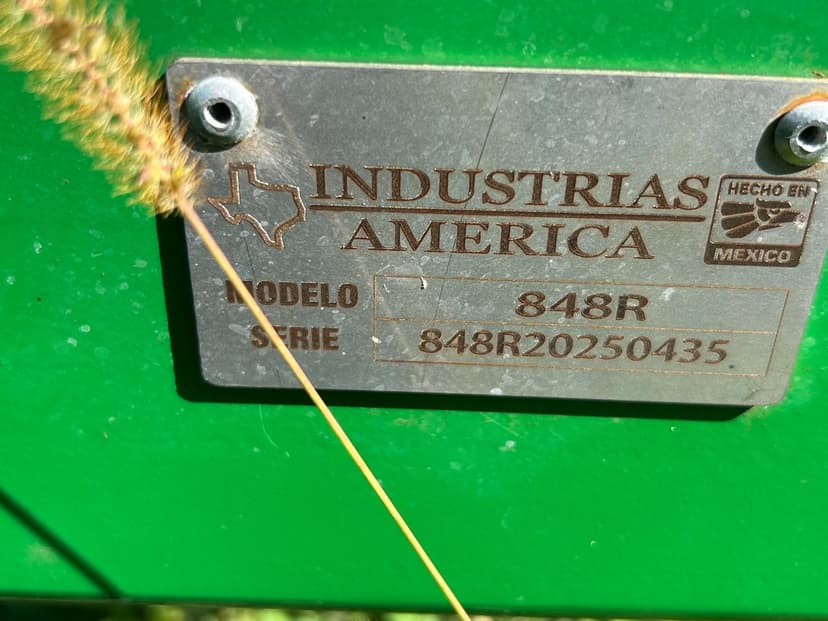 INDUSTRIAS
AMERICA
HECHO EN
MEXICO
MODELO 848R
SERIE 848R20250435